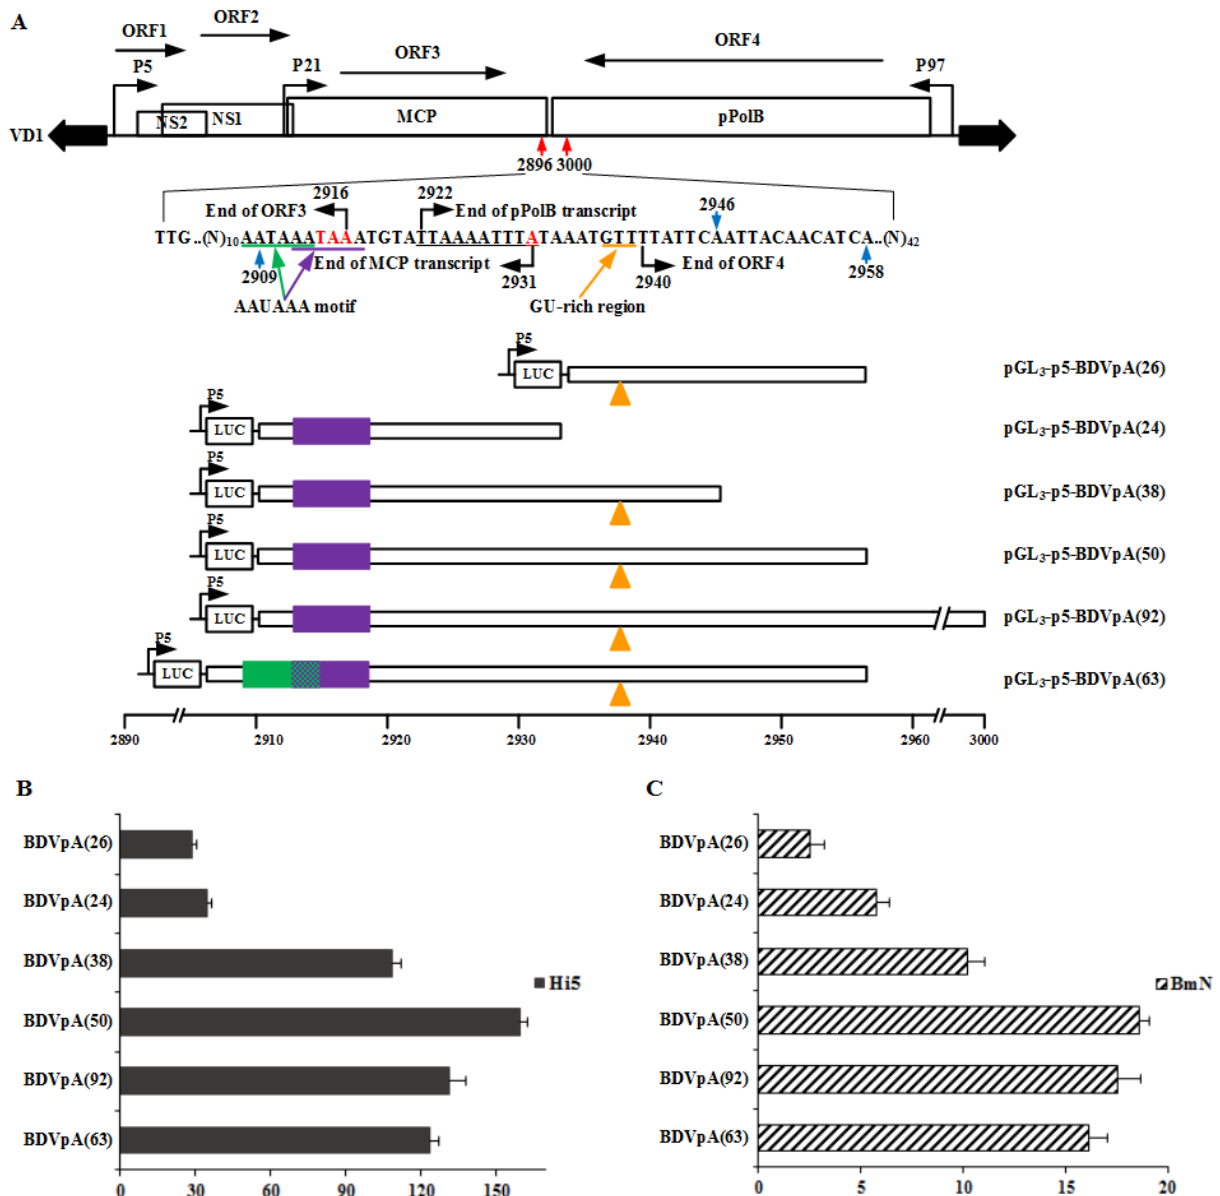 A
ORF1
ORF2
ORF3
ORF4
P5
P21
P97
VD1
NS2
NS1
MCP
pPolB
2896 3000
2916
2922
2946
End of ORF3
End of pPolB transcript
TTG ..(N)10AATAAATAAATGTATTAAAATTTATAAATGTTTTATTCAATTACAACATCA..(N)42
2909
End of MCP transcript
2931
2940
End of ORF4
2958
AAUAAA motif
GU-rich region
P5
LUC
pGL3-p5-BDVpA(26)
P5
LUC
pGL3-p5-BDVpA(24)
P5
LUC
pGL3-p5-BDVpA(38)
P5
LUC
pGL3-p5-BDVpA(50)
P5
LUC
pGL3-p5-BDVpA(92)
P5
LUC
pGL3-p5-BDVpA(63)
2890 2910 2920 2930 2940 2950 2960 3000
B
BDVpA(26)
BDVpA(24)
BDVpA(38)
BDVpA(50)
BDVpA(92)
BDVpA(63)
Hi5
0 30 60 90 120 150
C
BDVpA(26)
BDVpA(24)
BDVpA(38)
BDVpA(50)
BDVpA(92)
BDVpA(63)
BmN
0 5 10 15 20